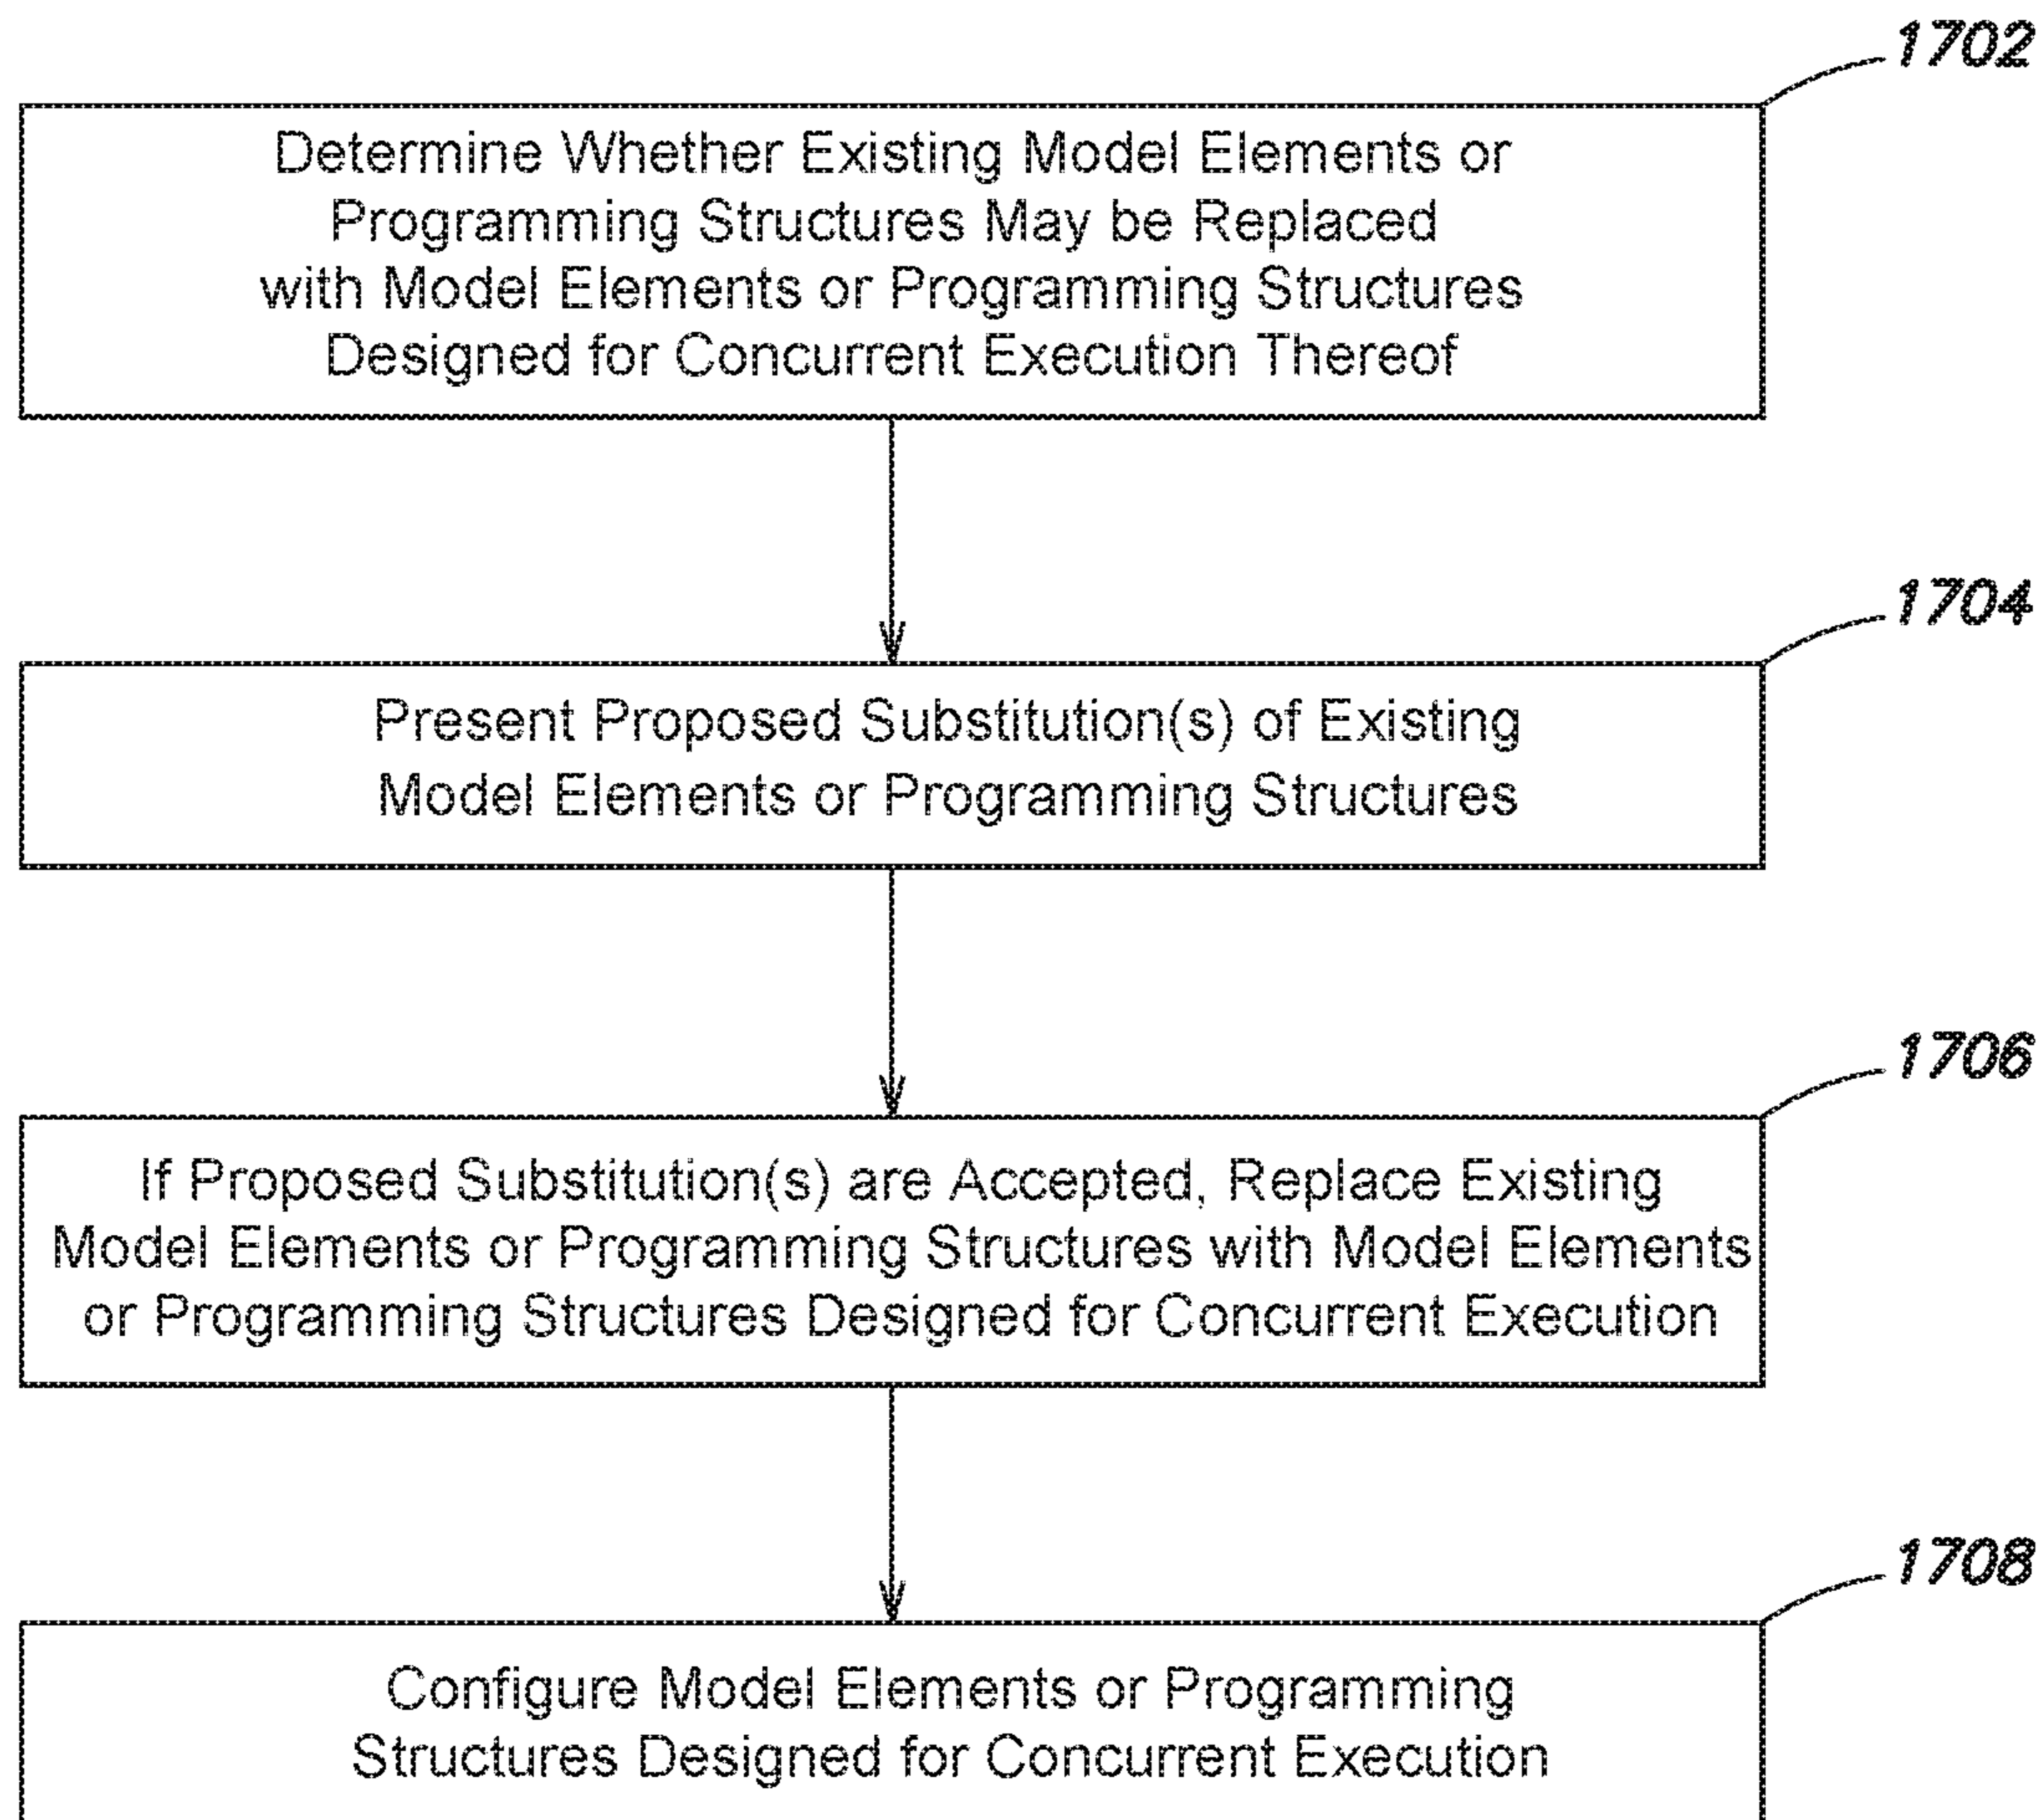 1702
Determine Whether Existing Model Elements or
Programming Structures May be Replaced
with Model Elements or Programming Structures
Designed for Concurrent Execution Thereof
1704
Present Proposed Substitution(s) of Existing
Model Elements or Programming Structures
1706
If Proposed Substitution(s) are Accepted, Replace Existing
Model Elements or Programming Structures with Model Elements
or Programming Structures Designed for Concurrent Execution
1708
Configure Model Elements or Programming
Structures Designed for Concurrent Execution